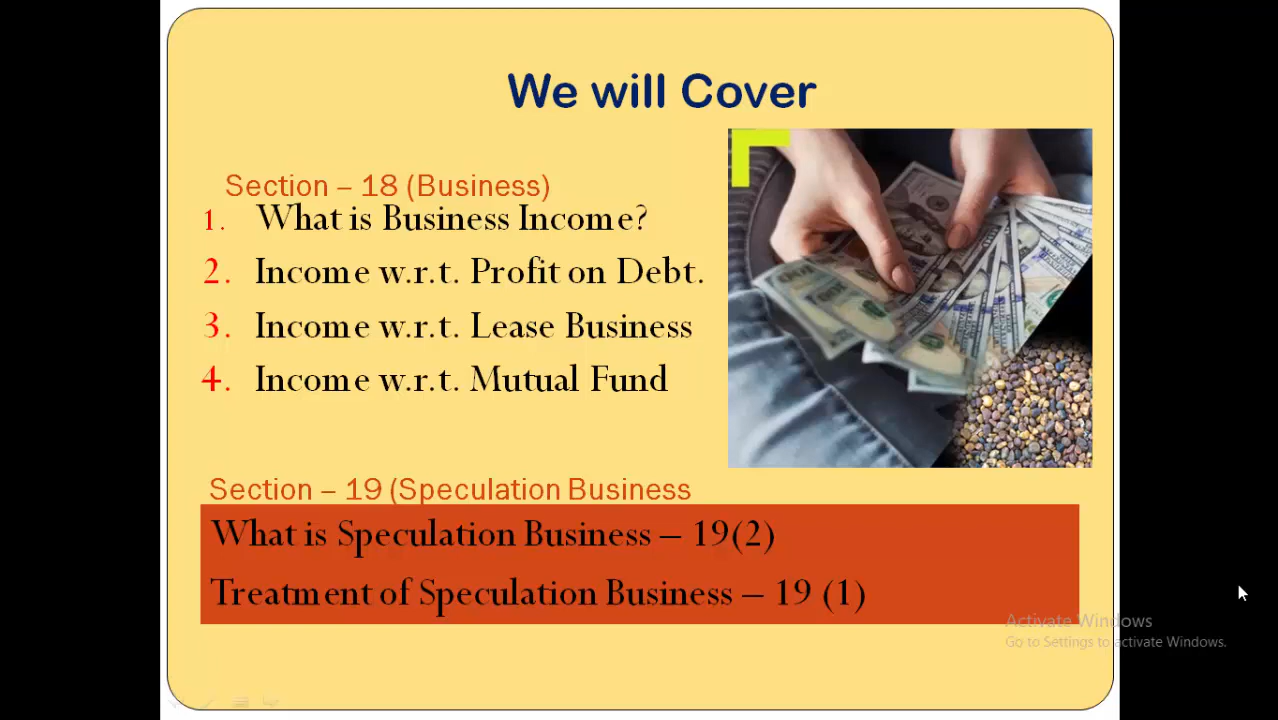 We will Cover
Section – 18 (Business)
1. What is Business Income?
2. Income w.r.t. Profit on Debt.
3. Income w.r.t. Lease Business
4. Income w.r.t. Mutual Fund
Section – 19 (Speculation Business
What is Speculation Business – 19(2)
Treatment of Speculation Business – 19 (1)
Activate Windows
Go to Settings to activate Windows.